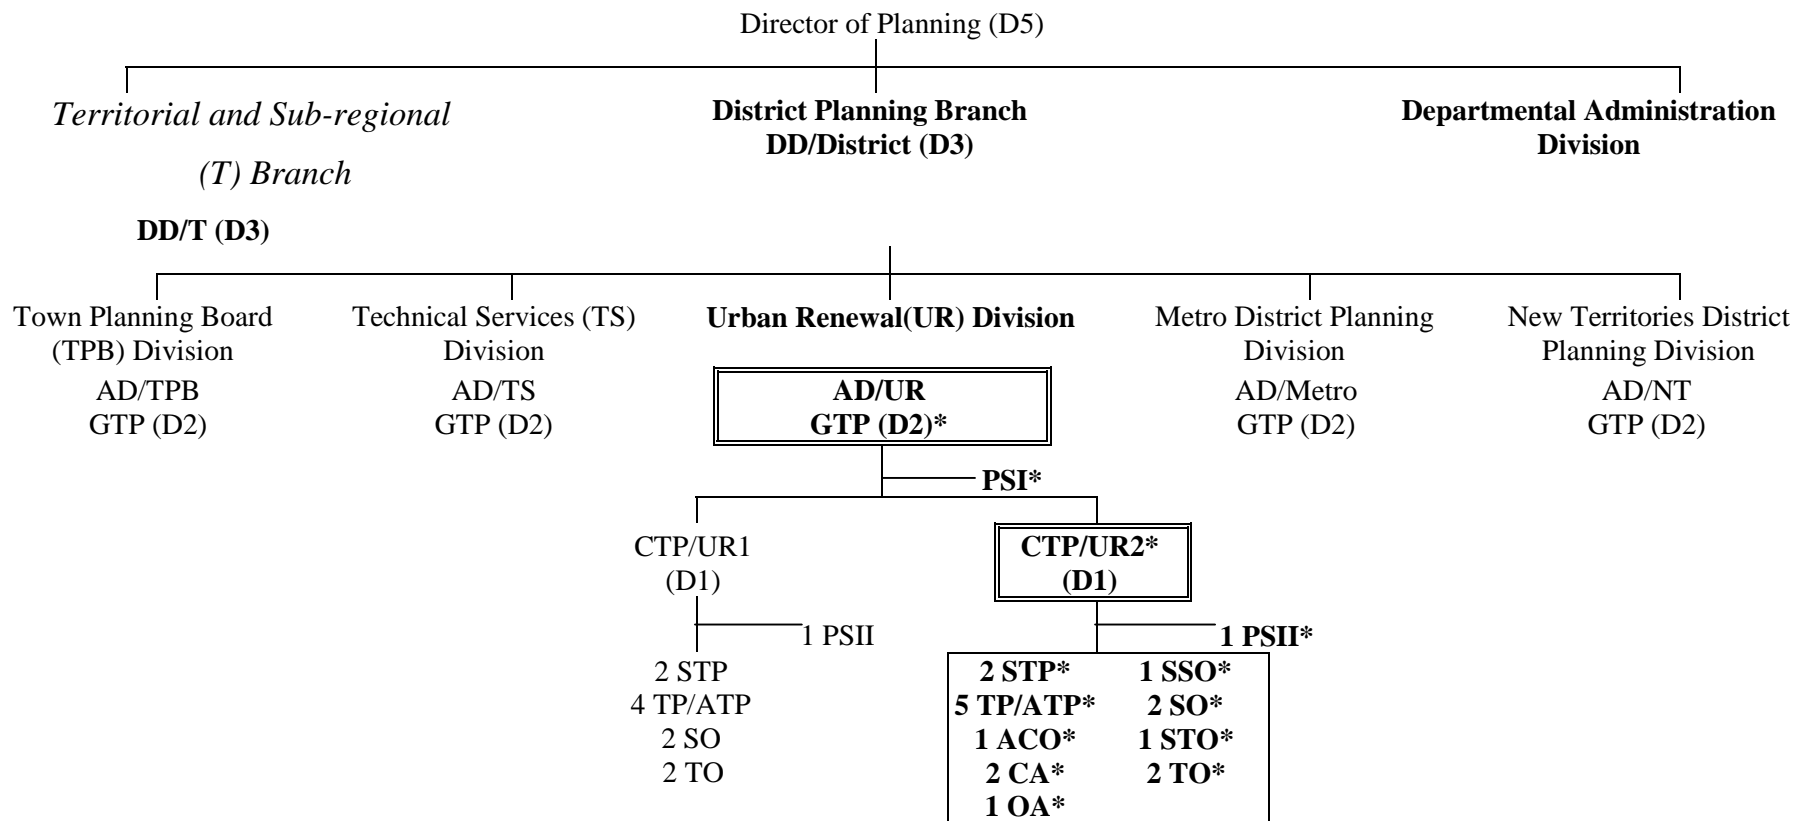 Director of Planning (D5)
Territorial and Sub-regional
(T) Branch
DD/T (D3)
District Planning Branch
DD/District (D3)
Departmental Administration
Division
Town Planning Board
(TPB) Division
AD/TPB
GTP (D2)
Technical Services (TS)
Division
AD/TS
GTP (D2)
Urban Renewal(UR) Division
AD/UR
GTP (D2)*
Metro District Planning
Division
AD/Metro
GTP (D2)
New Territories District
Planning Division
AD/NT
GTP (D2)
PSI*
CTP/UR1
(D1)
1 PSII
2 STP
4 TP/ATP
2 SO
2 TO
CTP/UR2*
(D1)
1 PSII*
2 STP*
5 TP/ATP*
1 ACO*
2 CA*
1 OA*
1 SSO*
2 SO*
1 STO*
2 TO*